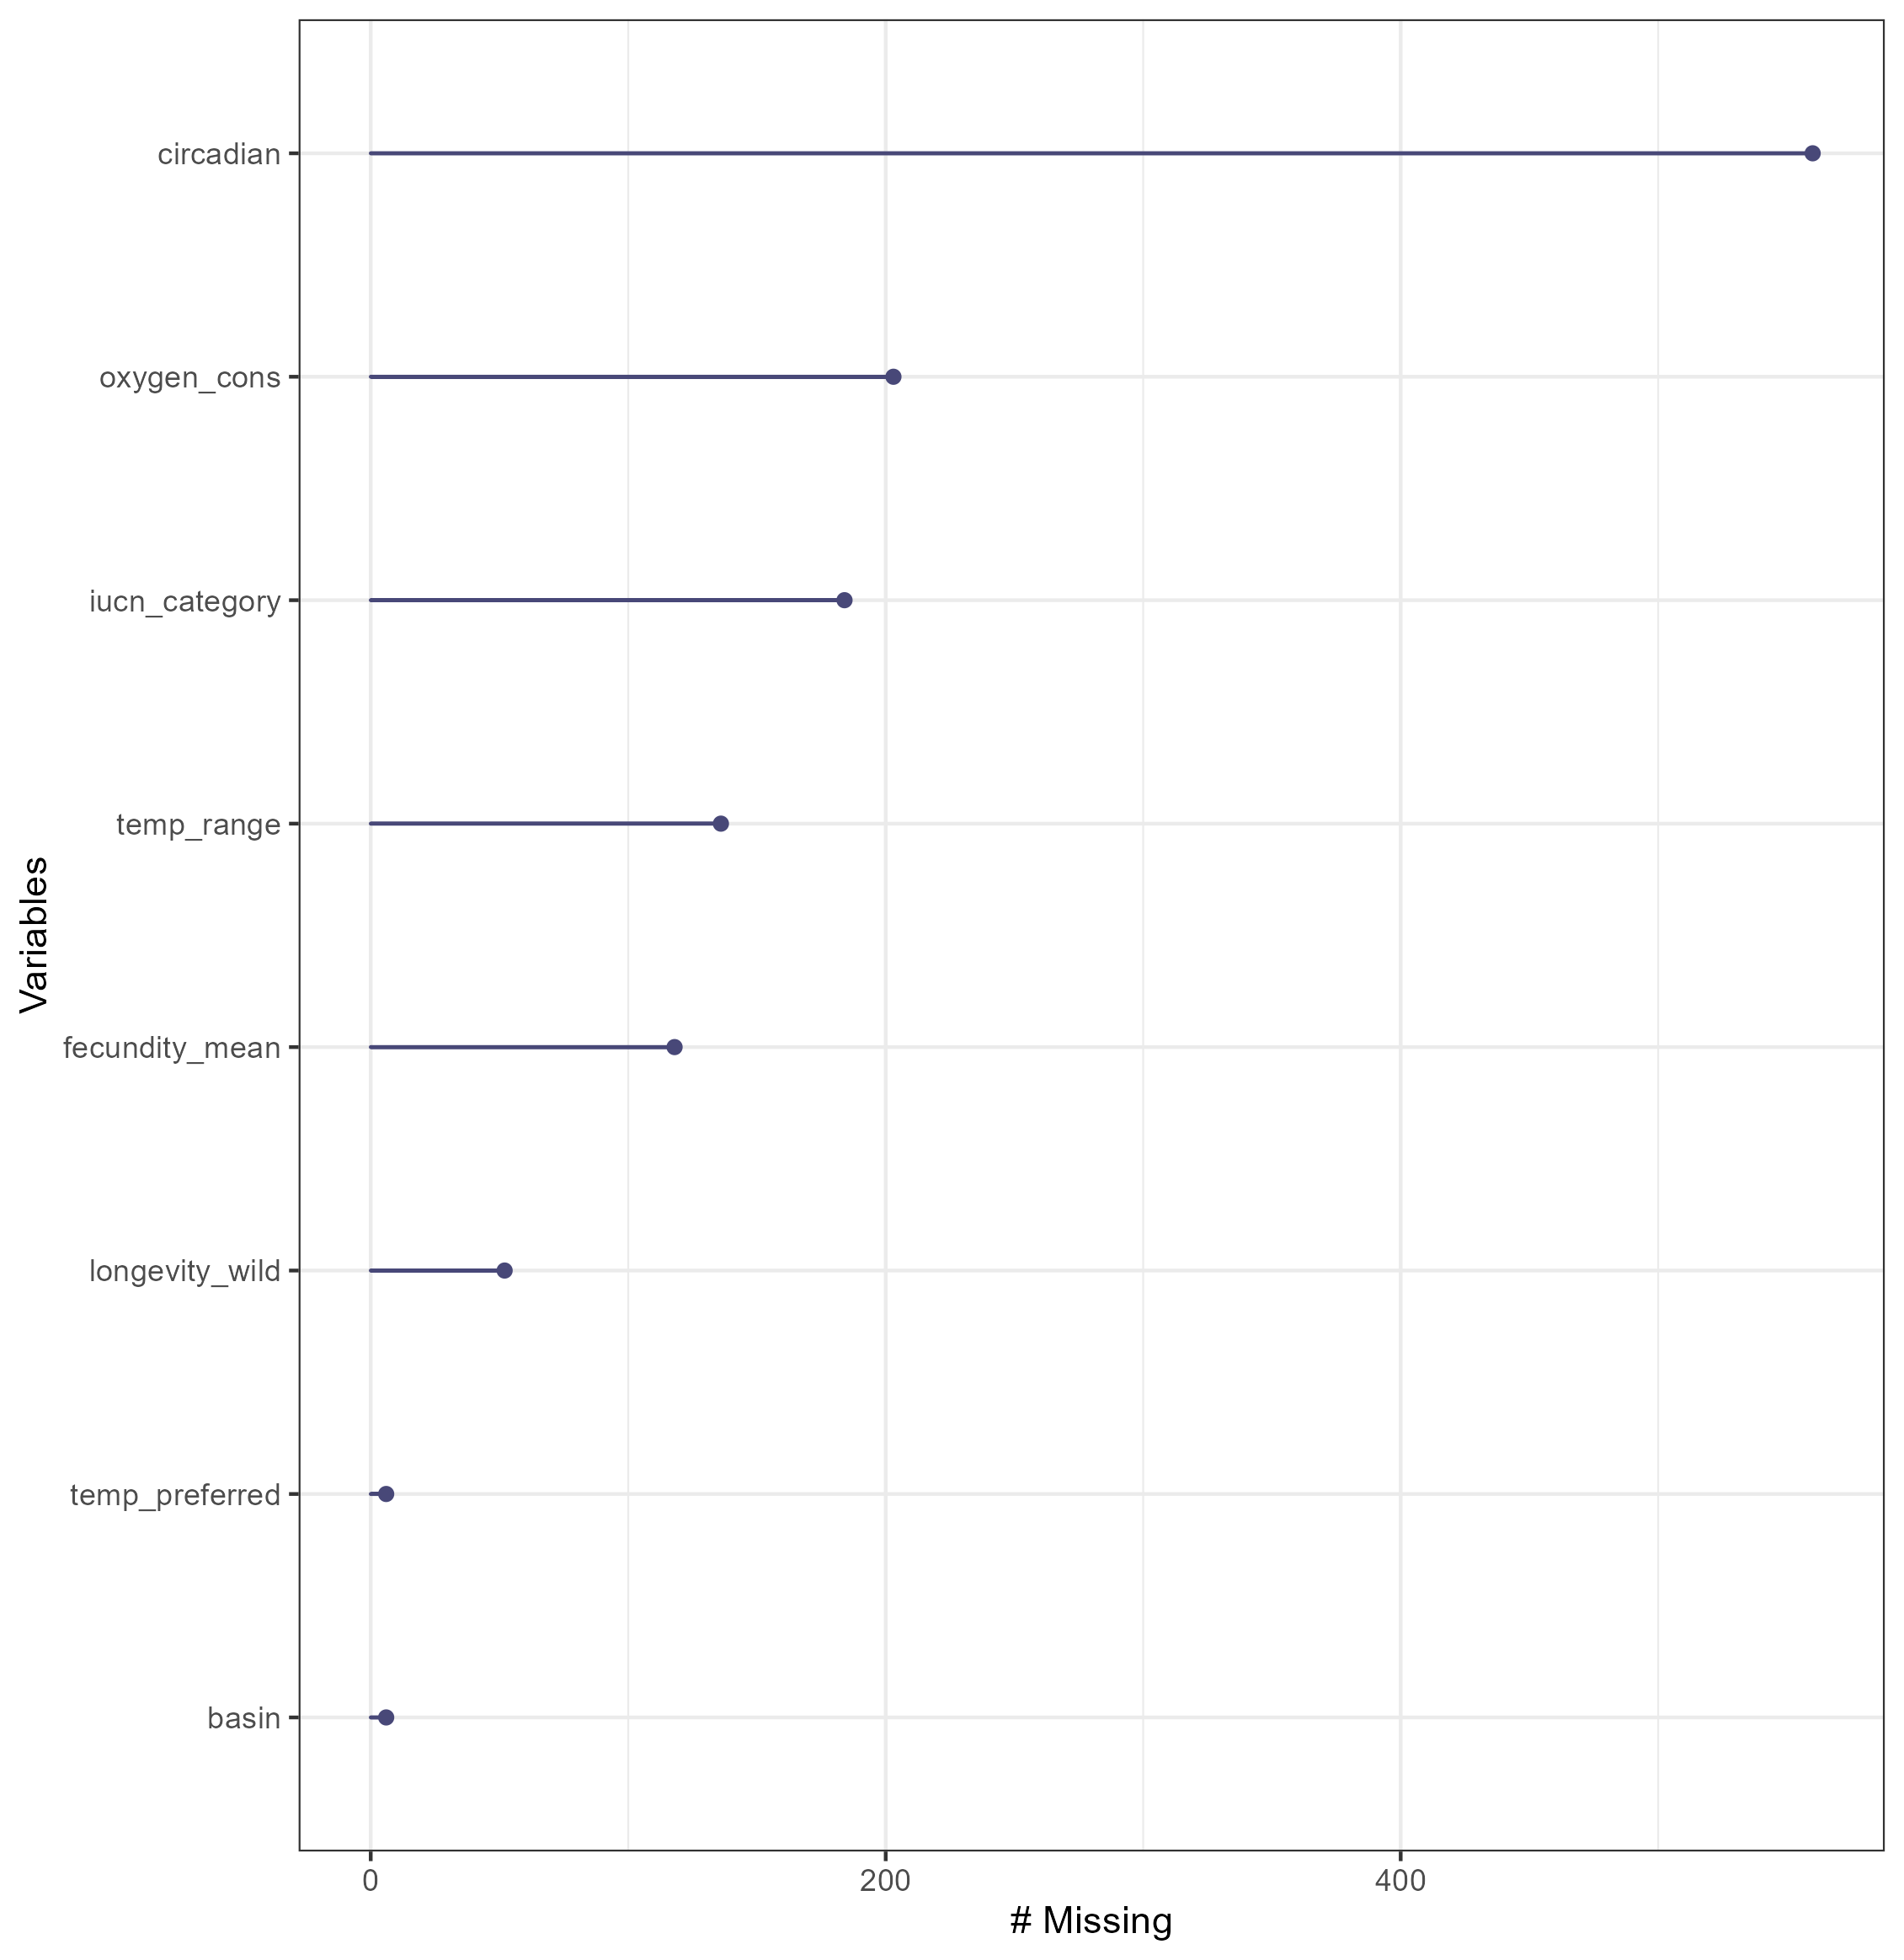 circadian
oxygen_cons
iucn_category
temp_range
fecundity_mean
longevity_wild
temp_preferred
basin
Variables
0 200 400
# Missing